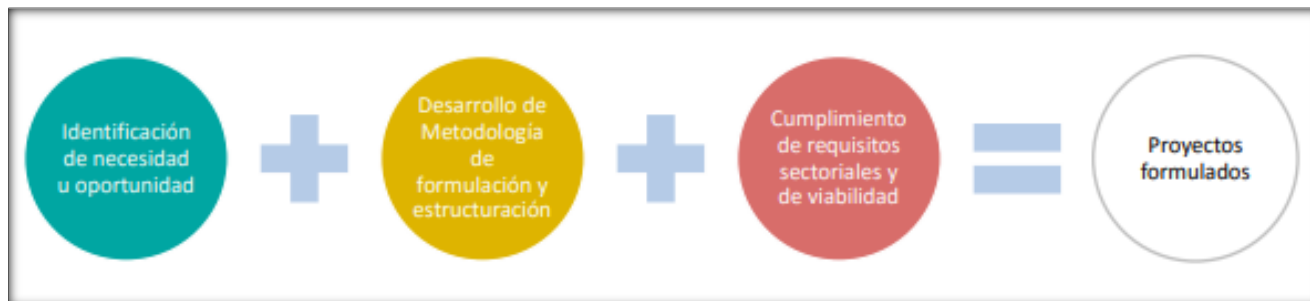 Identificación
de necesidad
u oportunidad
Desarrollo de
Metodología
de
formulación y
estructuración
Cumplimiento
de requisitos
sectoriales y
de viabilidad
Proyectos
formulados